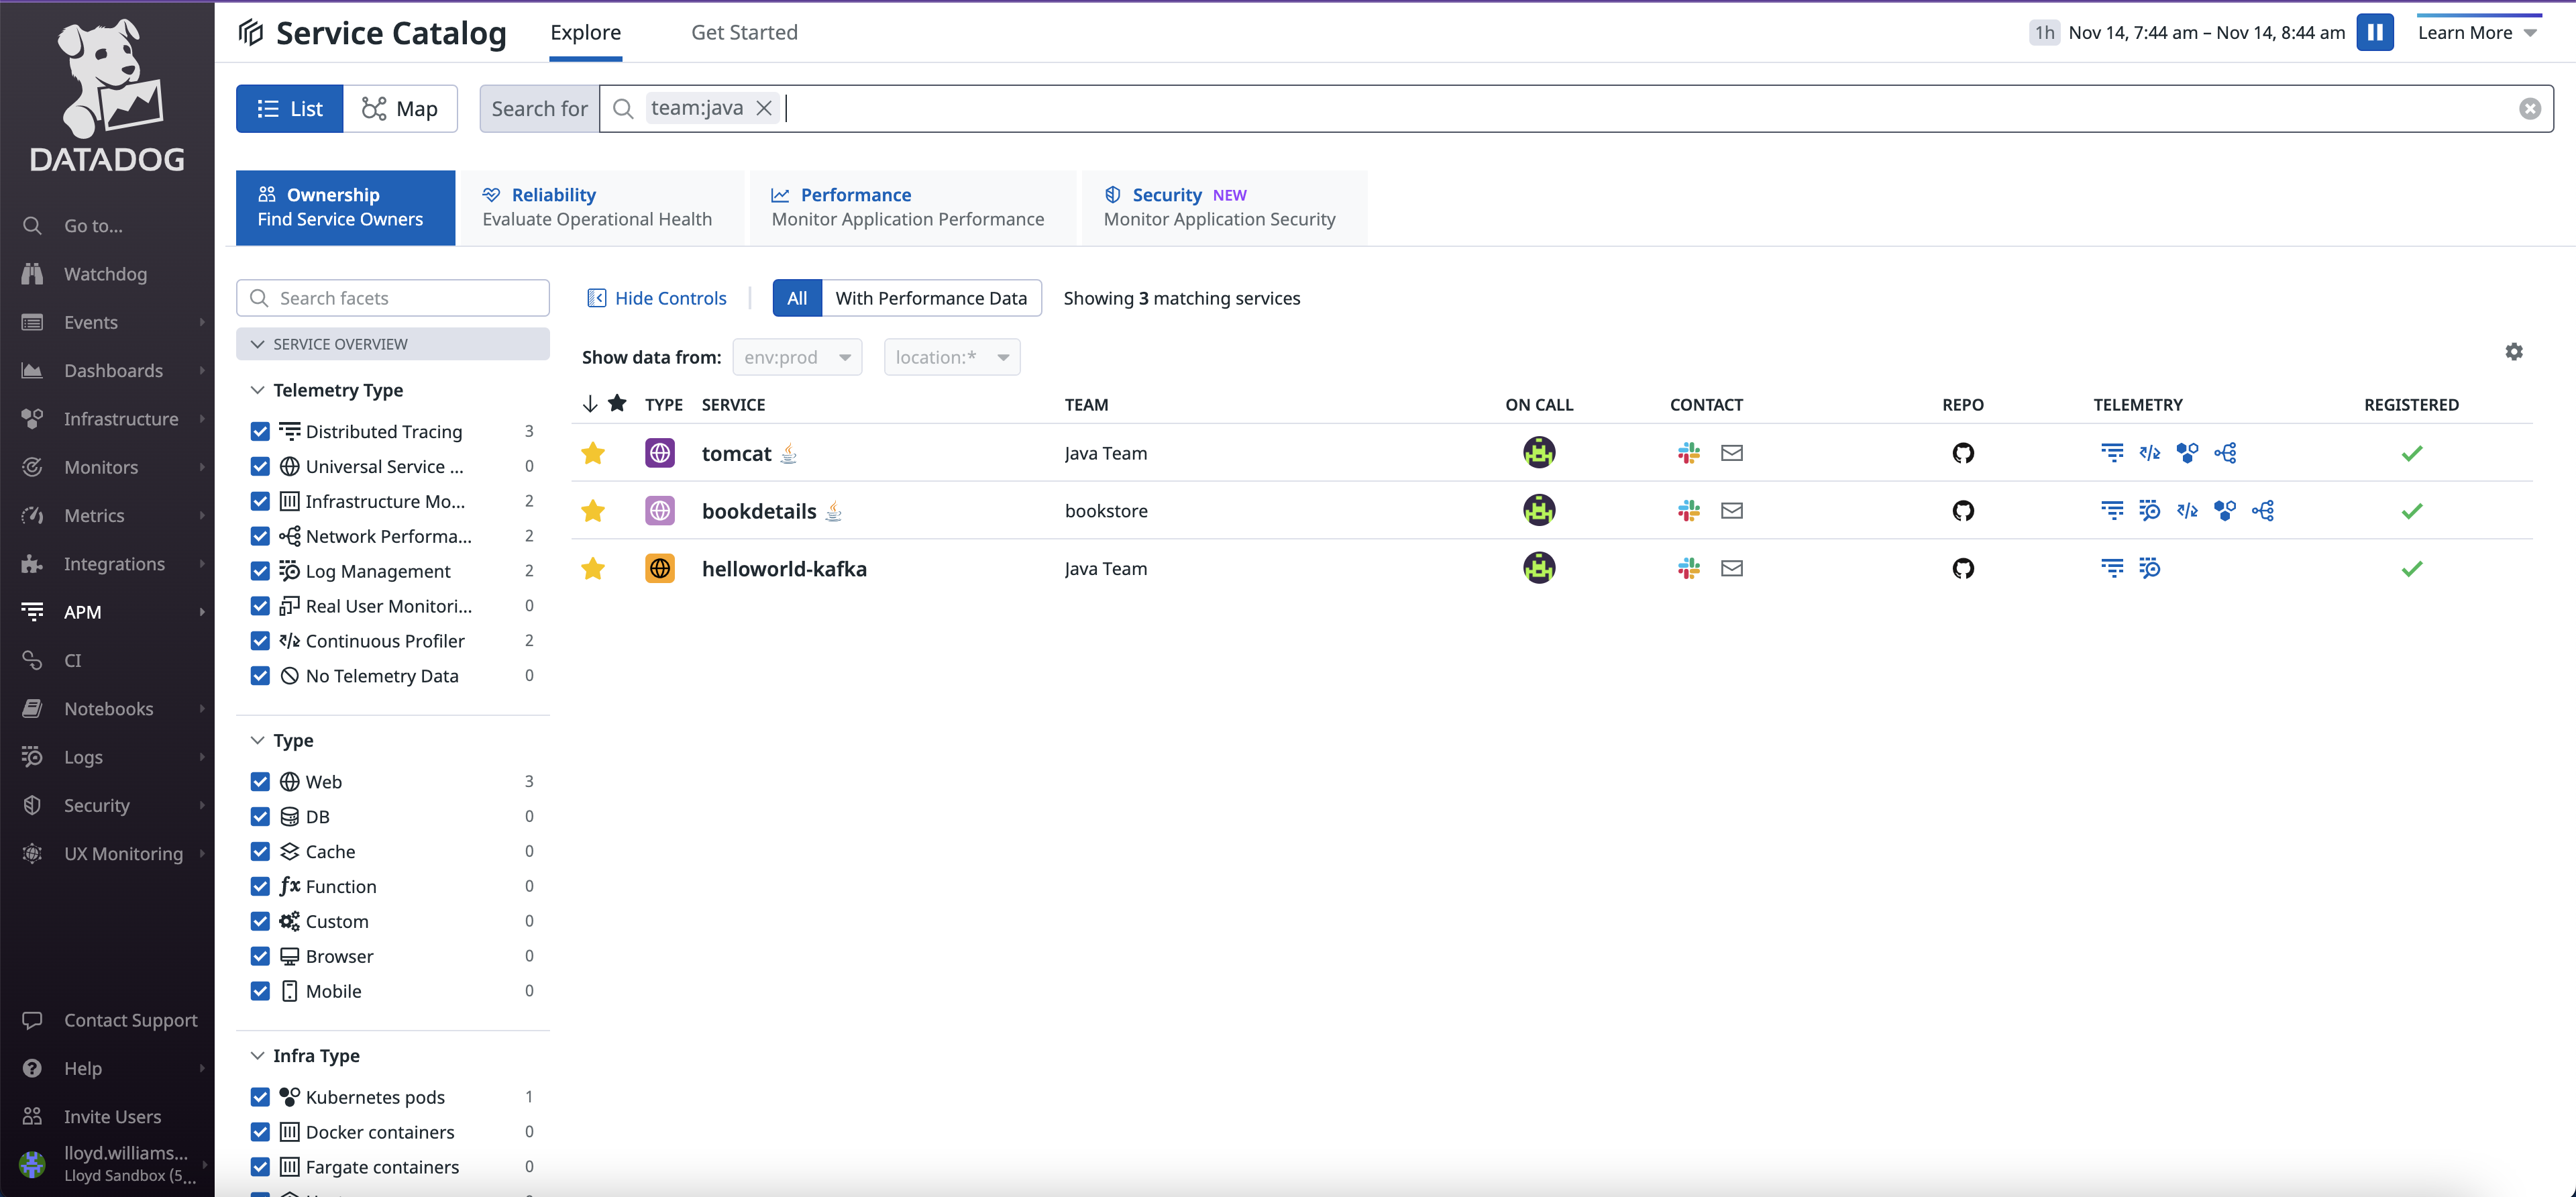 Service Catalog
Explore
Get Started
1h Nov 14, 7:44 am – Nov 14, 8:44 am
Learn More
DATADOG
Go to...
Watchdog
Events
Dashboards
Infrastructure
Monitors
Metrics
Integrations
APM
CI
Notebooks
Logs
Security
UX Monitoring
Contact Support
Help
Invite Users
lloyd.williams...
Lloyd Sandbox (5...
List
Map
Search for
team:java
Ownership
Find Service Owners
Reliability
Evaluate Operational Health
Performance
Monitor Application Performance
Security NEW
Monitor Application Security
Search facets
SERVICE OVERVIEW
Telemetry Type
Distributed Tracing 3
Universal Service ... 0
Infrastructure Mo... 2
Network Performa... 2
Log Management 2
Real User Monitori... 0
Continuous Profiler 2
No Telemetry Data 0
Type
Web 3
DB 0
Cache 0
Function 0
Custom 0
Browser 0
Mobile 0
Infra Type
Kubernetes pods 1
Docker containers 0
Fargate containers 0
Hide Controls
All
With Performance Data
Showing 3 matching services
Show data from: env:prod location:*
TYPE SERVICE TEAM ON CALL CONTACT REPO TELEMETRY REGISTERED
tomcat Java Team
bookdetails bookstore
helloworld-kafka Java Team